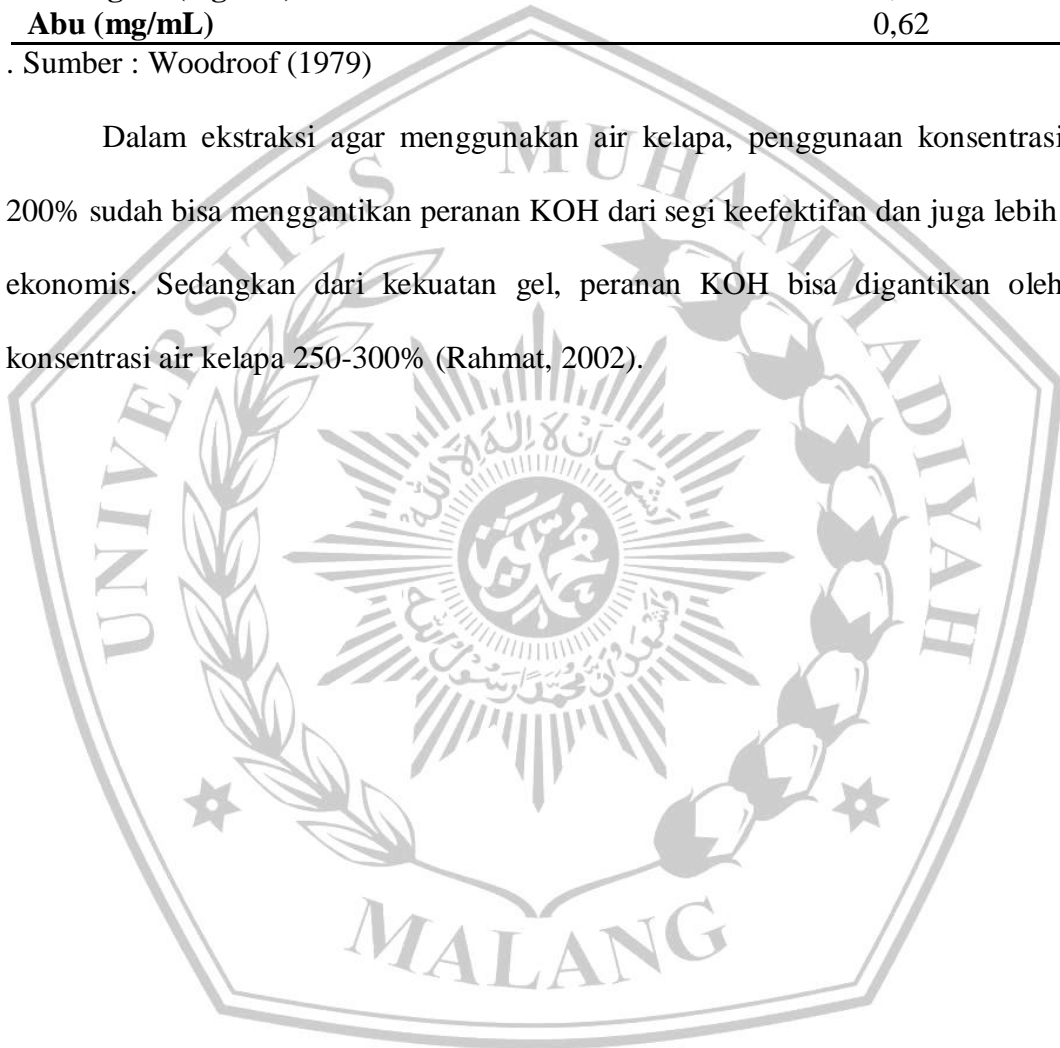 Abu (mg/mL) 0,62
. Sumber : Woodroof (1979)
Dalam ekstraksi agar menggunakan air kelapa, penggunaan konsentrasi
200% sudah bisa menggantikan peranan KOH dari segi keefektifan dan juga lebih
ekonomis. Sedangkan dari kekuatan gel, peranan KOH bisa digantikan oleh
konsentrasi air kelapa 250-300% (Rahmat, 2002).
UNIVERSITAS MUHAMMADIYAH
MALANG